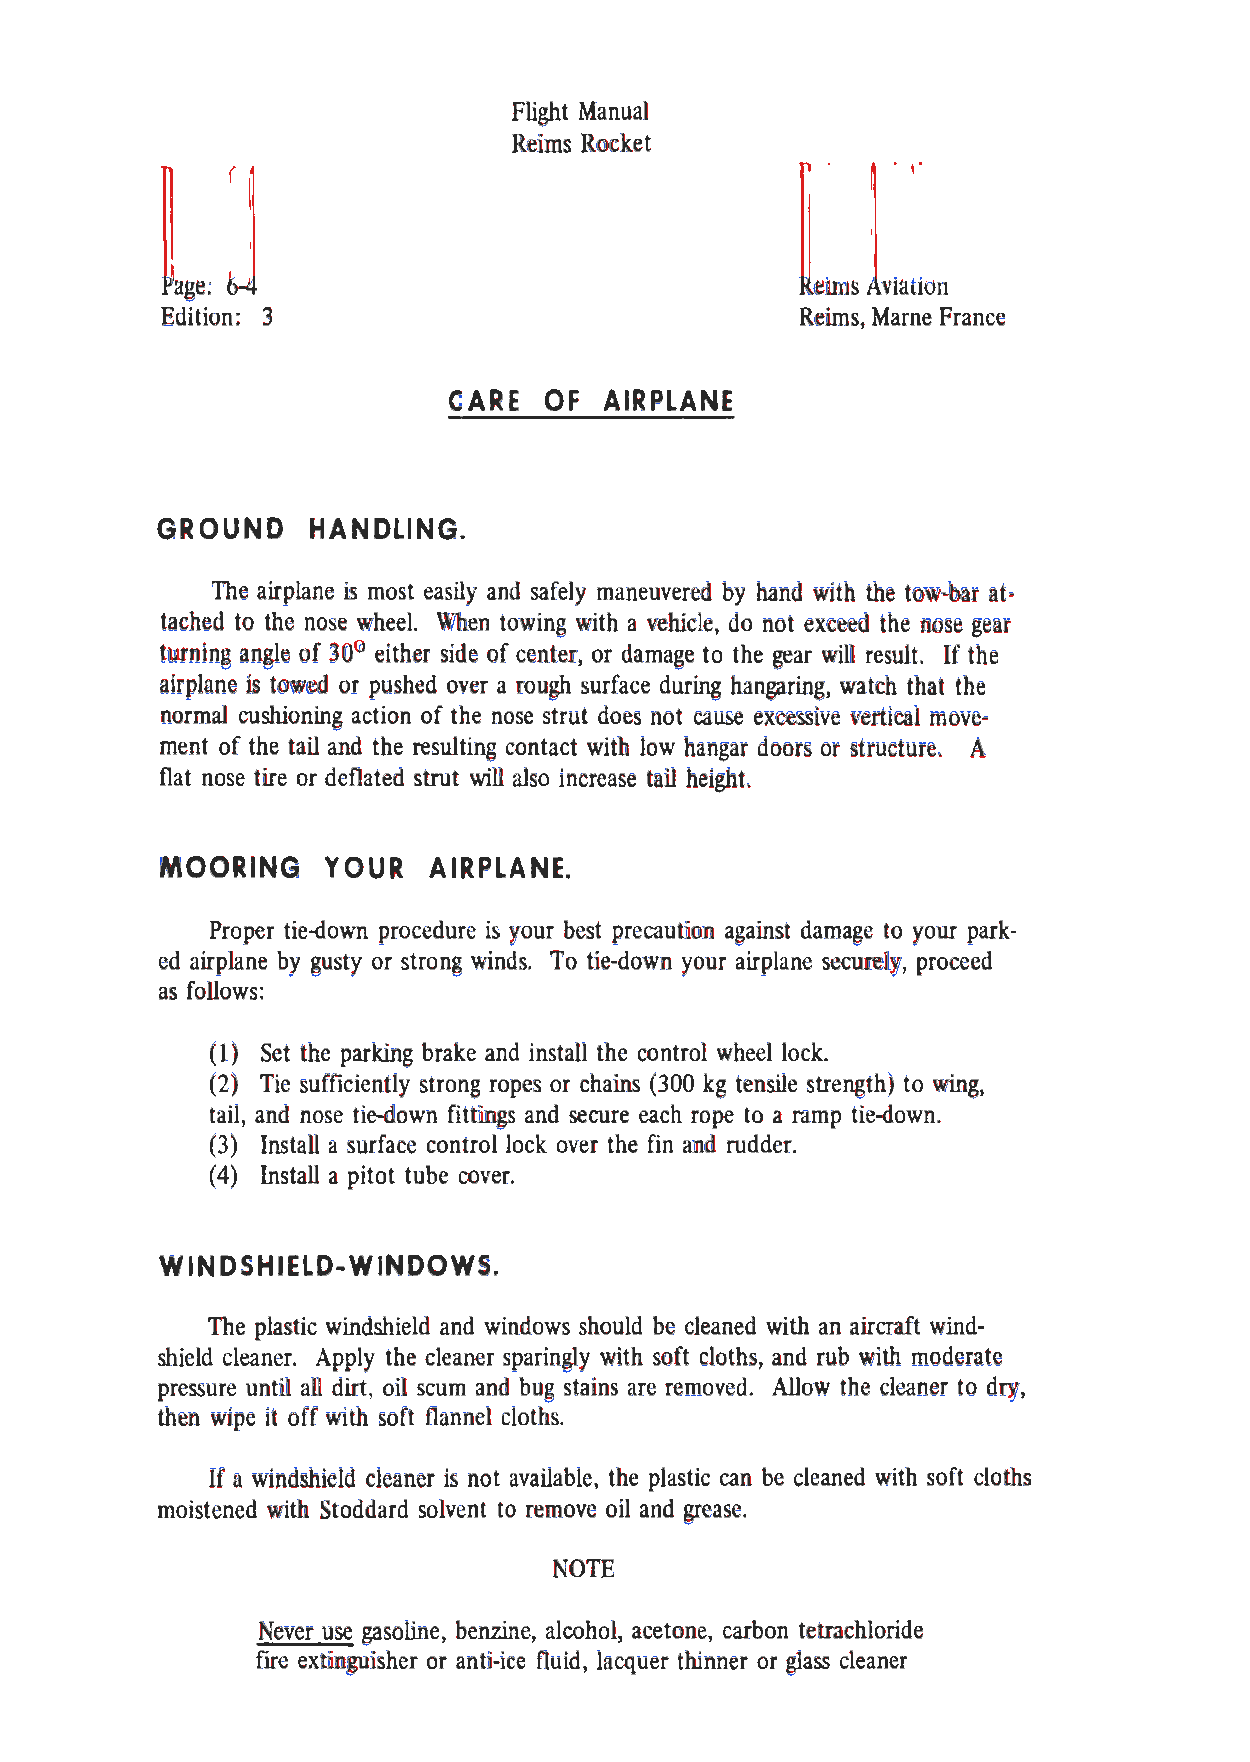 Flight Manual
Reims Rocket
Page: 6-4
Reims Aviation
Edition: 3
Reims, Marne France
CARE OF AIRPLANE
GROUND HANDLING.
The airplane is most easily and safely maneuvered by hand with the tow-bar at-
tached to the nose wheel. When towing with a vehicle, do not exceed the nose gear
turning angle of 30° either side of center, or damage to the gear will result. If the
airplane is towed or pushed over a rough surface during hangaring, watch that the
normal cushioning action of the nose strut does not cause excessive vertical move-
ment of the tail and the resulting contact with low hangar doors or structure. A
flat nose tire or deflated strut will also increase tail height.
MOORING YOUR AIRPLANE.
Proper tie-down procedure is your best precaution against damage to your park-
ed airplane by gusty or strong winds. To tie-down your airplane securely, proceed
as follows:
(1) Set the parking brake and install the control wheel lock.
(2) Tie sufficiently strong ropes or chains (300 kg tensile strength) to wing,
tail, and nose tie-down fittings and secure each rope to a ramp tie-down.
(3) Install a surface control lock over the fin and rudder.
(4) Install a pitot tube cover.
WINDSHIELD-WINDOWS.
The plastic windshield and windows should be cleaned with an aircraft wind-
shield cleaner. Apply the cleaner sparingly with soft cloths, and rub with moderate
pressure until all dirt, oil scum and bug stains are removed. Allow the cleaner to dry,
then wipe it off with soft flannel cloths.
If a windshield cleaner is not available, the plastic can be cleaned with soft cloths
moistened with Stoddard solvent to remove oil and grease.
NOTE
Never use gasoline, benzine, alcohol, acetone, carbon tetrachloride
fire extinguisher or anti-ice fluid, lacquer thinner or glass cleaner